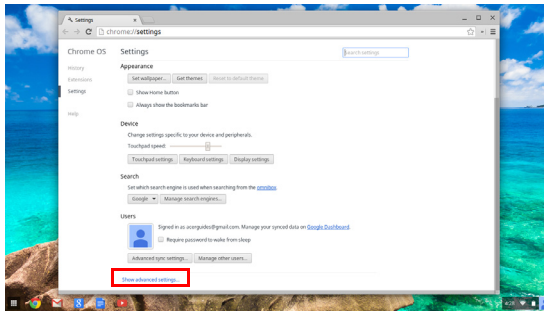 Settings
chrome://settings
Chrome OS
Settings
Search settings
History
Extensions
Settings
Help
Appearance
Set wallpaper...
Get themes
Reset to default theme
Show Home button
Always show the bookmarks bar
Device
Change settings specific to your device and peripherals.
Touchpad speed:
Touchpad settings
Keyboard settings
Display settings
Search
Set which search engine is used when searching from the omnibox.
Google
Manage search engines...
Users
Signed in as acerguides@gmail.com. Manage your synced data on Google Dashboard.
Require password to wake from sleep
Advanced sync settings...
Manage other users...
Show advanced settings...